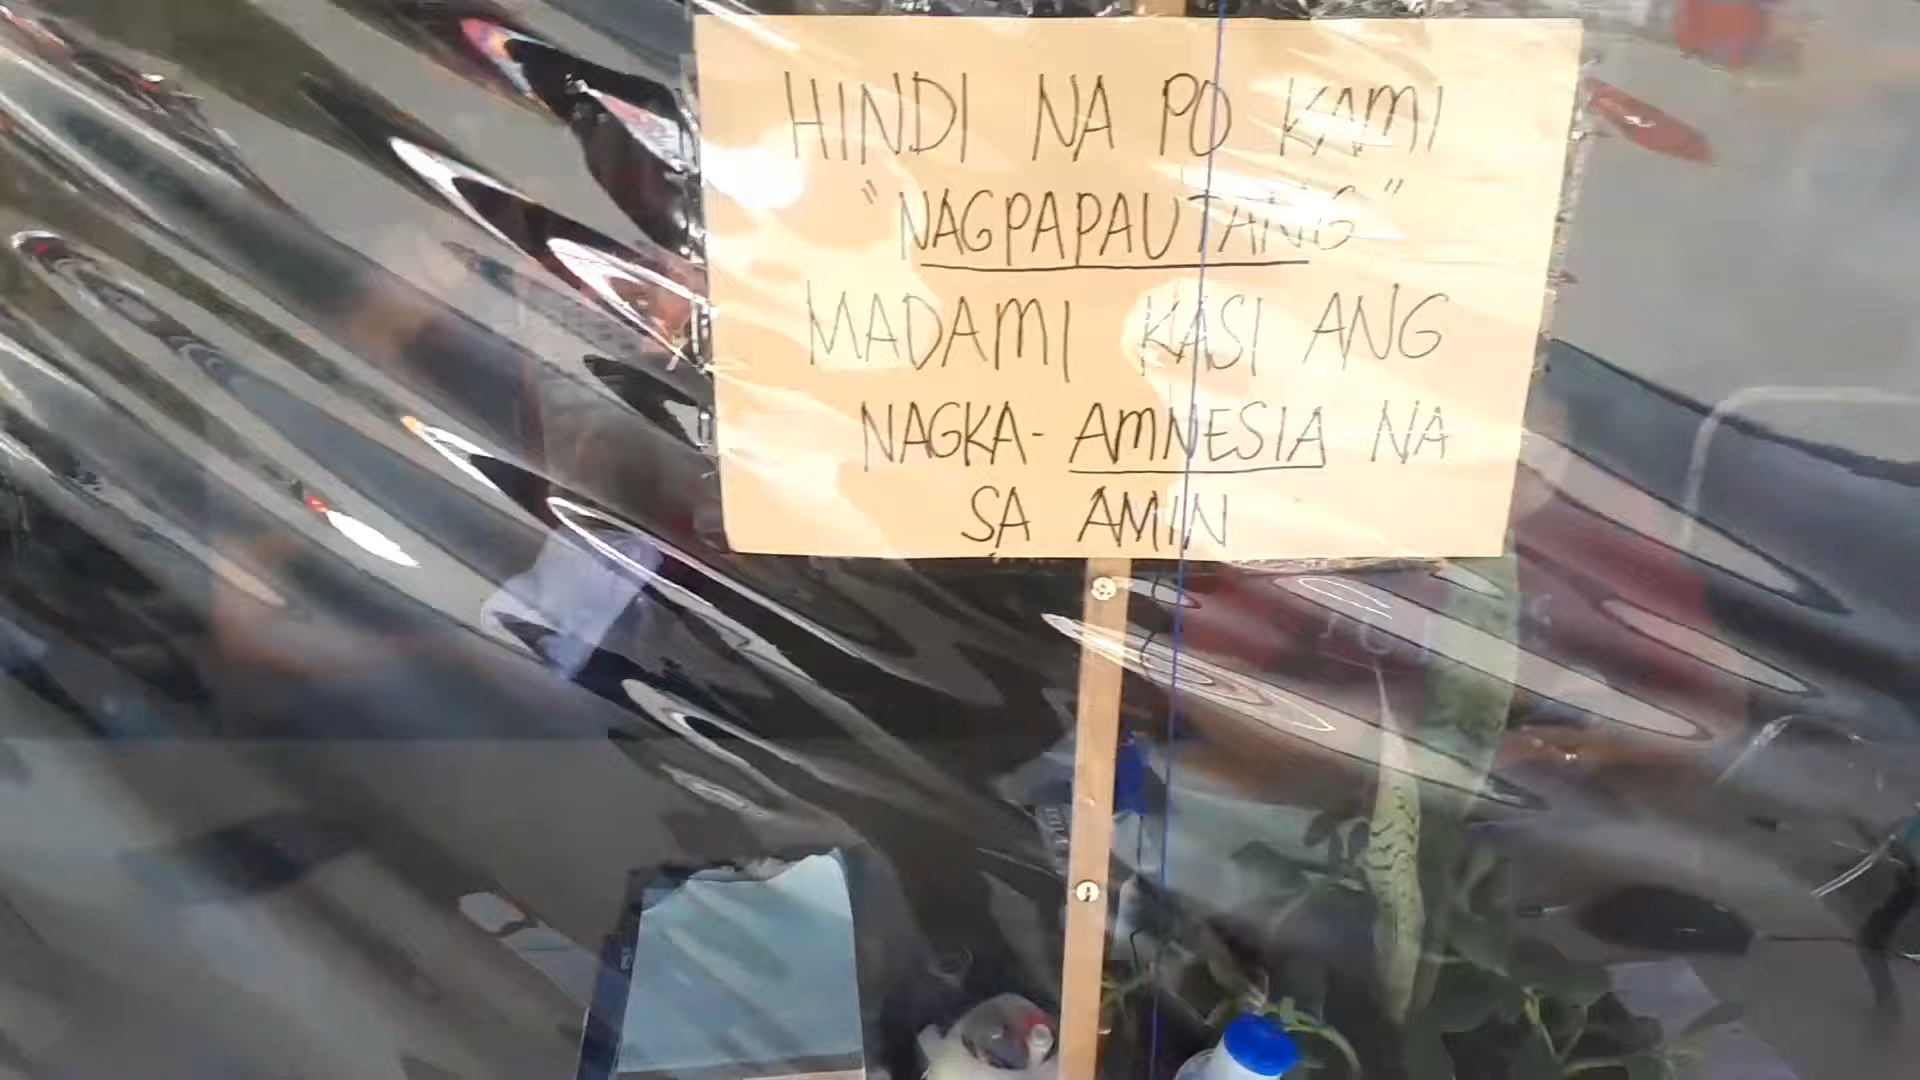 HINDI NA PO KAMI
"NAGPAPAUTANG"
MADAMI KASI ANG
NAGKA- AMNESIA NA
SA AMIN